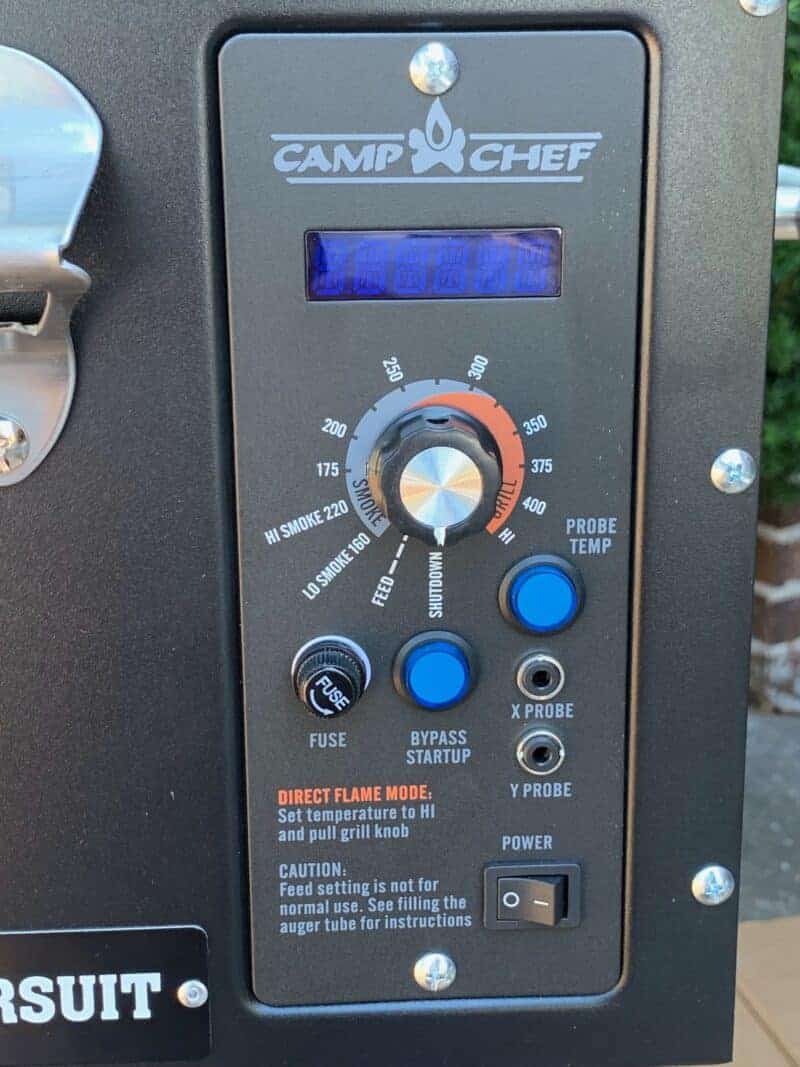 CAMP CHEF
250
300
200
350
175
375
SMOKE
GRILL
400
HI SMOKE 220
HI
LO SMOKE 160
FEED
SHUTDOWN
PROBE
TEMP
FUSE
FUSE
BYPASS
STARTUP
X PROBE
Y PROBE
DIRECT FLAME MODE:
Set temperature to HI
and pull grill knob
POWER
CAUTION:
Feed setting is not for
normal use. See filling the
auger tube for instructions
RSUIT